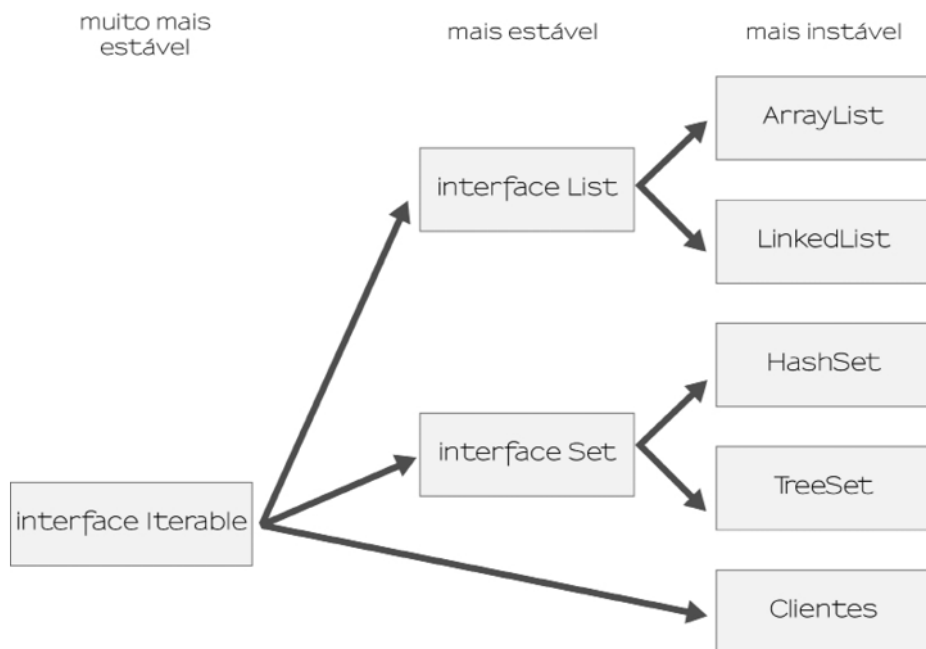 muito mais
estável
mais estável
mais instável
ArrayList
interface List
LinkedList
HashSet
interface Set
TreeSet
interface Iterable
Clientes